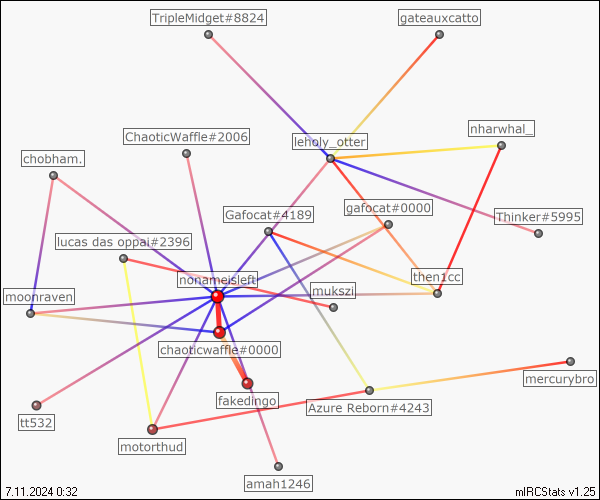 TripleMidget#8824
gateauxcatto
nharwhal_
ChaoticWaffle#2006
leholy_otter
chobham.
gafocat#0000
Gafocat#4189
Thinker#5995
lucas das oppai#2396
nonameisleft
then1cc
mukszi
moonraven
chaoticwaffle#0000
mercurybro
fakedingo
Azure Reborn#4243
tt532
motorthud
amah1246
7.11.2024 0:32
mIRCStats v1.25